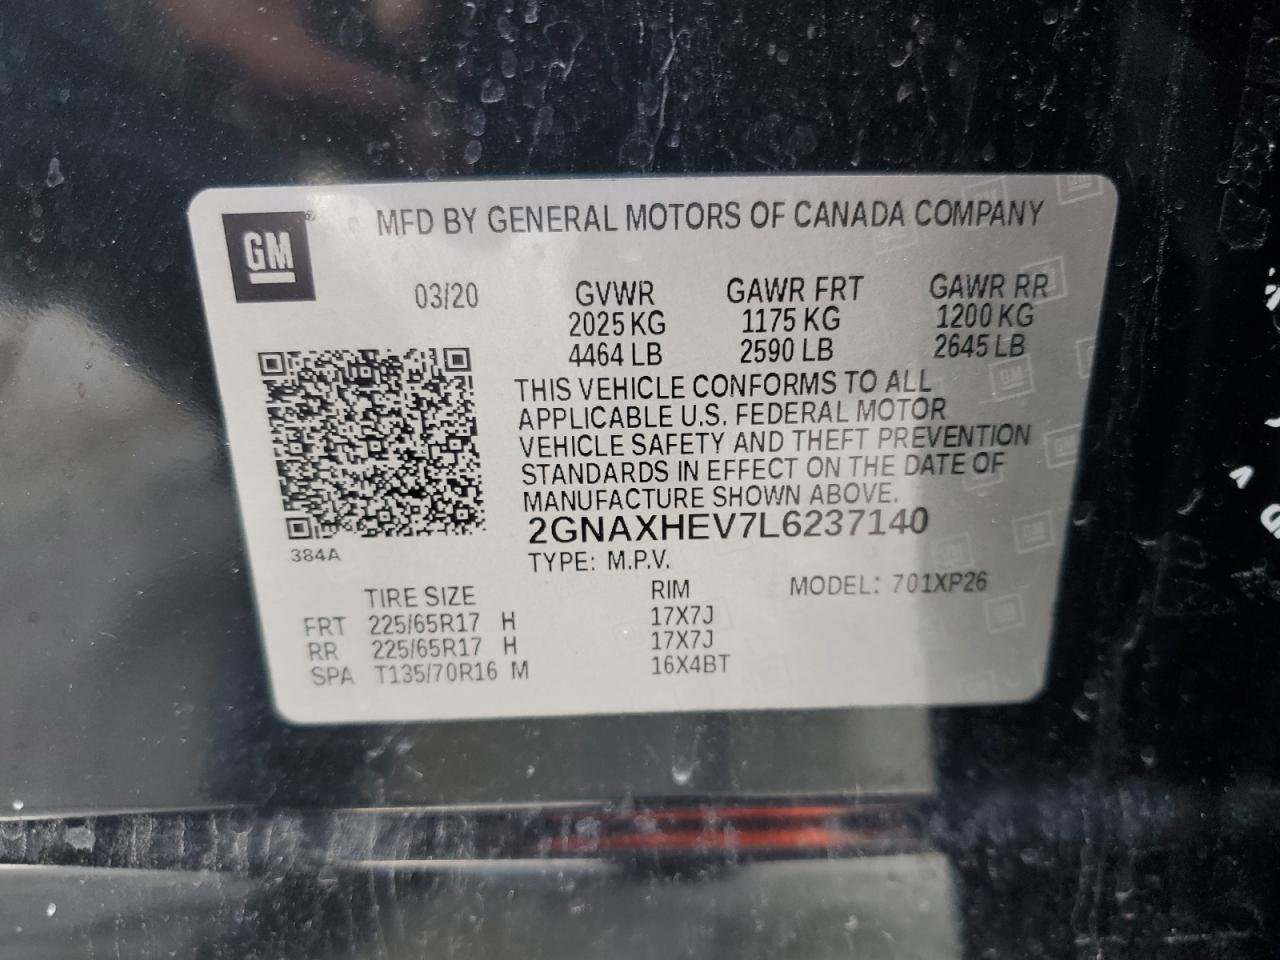 GM
MFD BY GENERAL MOTORS OF CANADA COMPANY
03/20
GVWR
2025 KG
4464 LB
GAWR FRT
1175 KG
2590 LB
GAWR RR
1200 KG
2645 LB
THIS VEHICLE CONFORMS TO ALL
APPLICABLE U.S. FEDERAL MOTOR
VEHICLE SAFETY AND THEFT PREVENTION
STANDARDS IN EFFECT ON THE DATE OF
MANUFACTURE SHOWN ABOVE.
2GNAXHEV7L6237140
384A
TYPE: M.P.V.
MODEL: 701XP26
TIRE SIZE RIM
FRT 225/65R17 H 17X7J
RR 225/65R17 H 17X7J
SPA T135/70R16 M 16X4BT